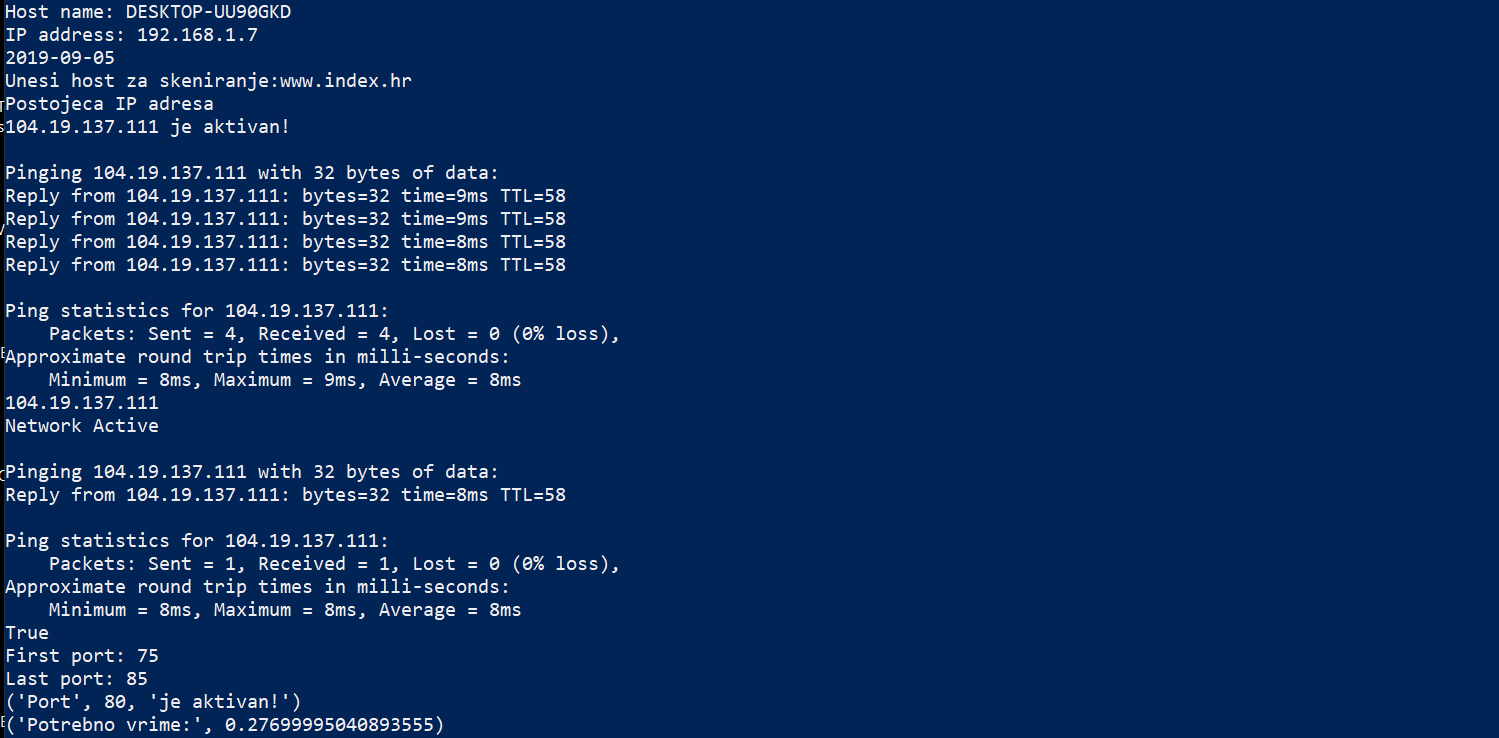 Host name: DESKTOP-UU90GKD
IP address: 192.168.1.7
2019-09-05
Unesi host za skeniranje:www.index.hr
Postojeca IP adresa
104.19.137.111 je aktivan!

Pinging 104.19.137.111 with 32 bytes of data:
Reply from 104.19.137.111: bytes=32 time=9ms TTL=58
Reply from 104.19.137.111: bytes=32 time=9ms TTL=58
Reply from 104.19.137.111: bytes=32 time=8ms TTL=58
Reply from 104.19.137.111: bytes=32 time=8ms TTL=58

Ping statistics for 104.19.137.111:
    Packets: Sent = 4, Received = 4, Lost = 0 (0% loss),
Approximate round trip times in milli-seconds:
    Minimum = 8ms, Maximum = 9ms, Average = 8ms
104.19.137.111
Network Active

Pinging 104.19.137.111 with 32 bytes of data:
Reply from 104.19.137.111: bytes=32 time=8ms TTL=58

Ping statistics for 104.19.137.111:
    Packets: Sent = 1, Received = 1, Lost = 0 (0% loss),
Approximate round trip times in milli-seconds:
    Minimum = 8ms, Maximum = 8ms, Average = 8ms
True
First port: 75
Last port: 85
('Port', 80, 'je aktivan!')
('Potrebno vrime:', 0.27699995040893555)